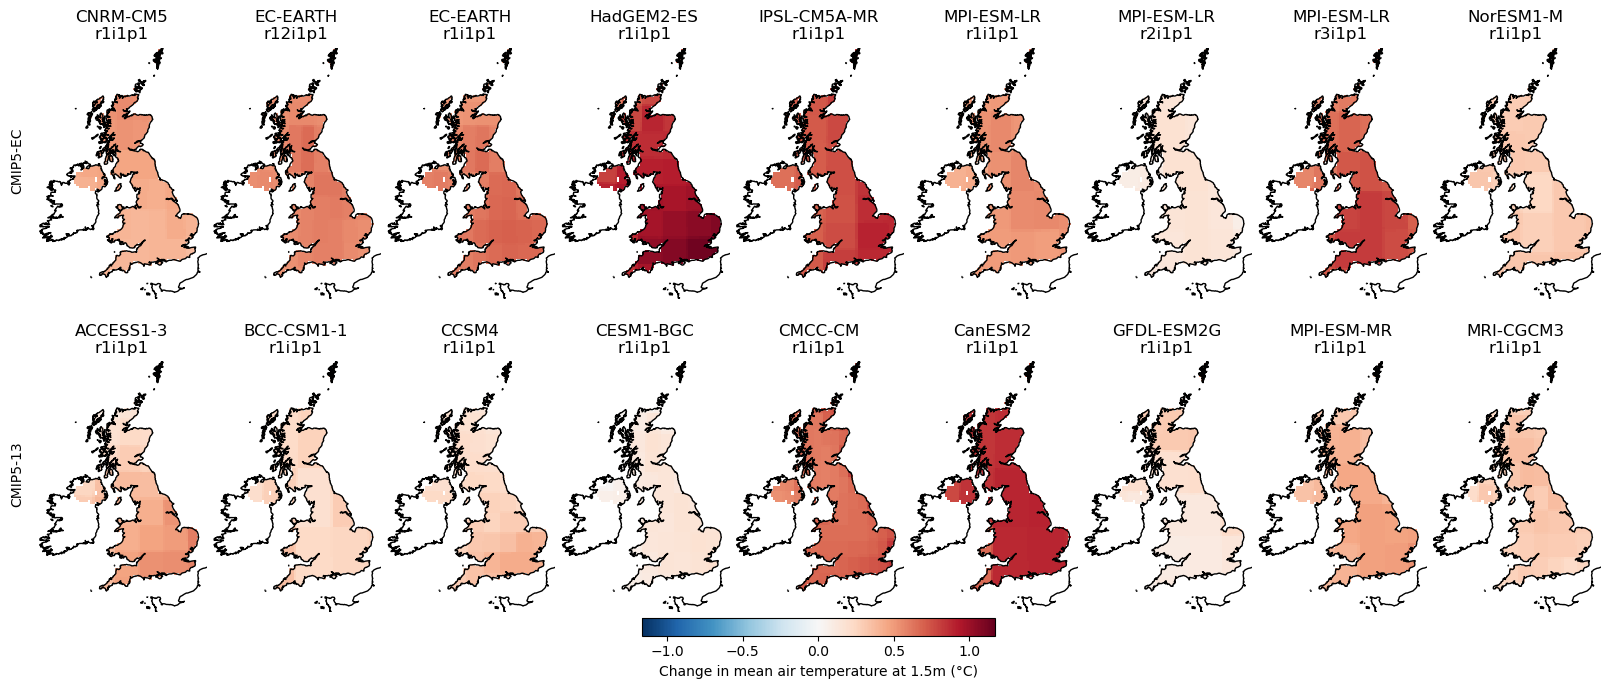 CNRM-CM5
r1i1p1
EC-EARTH
r12i1p1
EC-EARTH
r1i1p1
HadGEM2-ES
r1i1p1
IPSL-CM5A-MR
r1i1p1
MPI-ESM-LR
r1i1p1
MPI-ESM-LR
r2i1p1
MPI-ESM-LR
r3i1p1
NorESM1-M
r1i1p1
CMIP5-EC
ACCESS1-3
r1i1p1
BCC-CSM1-1
r1i1p1
CCSM4
r1i1p1
CESM1-BGC
r1i1p1
CMCC-CM
r1i1p1
CanESM2
r1i1p1
GFDL-ESM2G
r1i1p1
MPI-ESM-MR
r1i1p1
MRI-CGCM3
r1i1p1
CMIP5-13
−1.0 −0.5 0.0 0.5 1.0
Change in mean air temperature at 1.5m (°C)